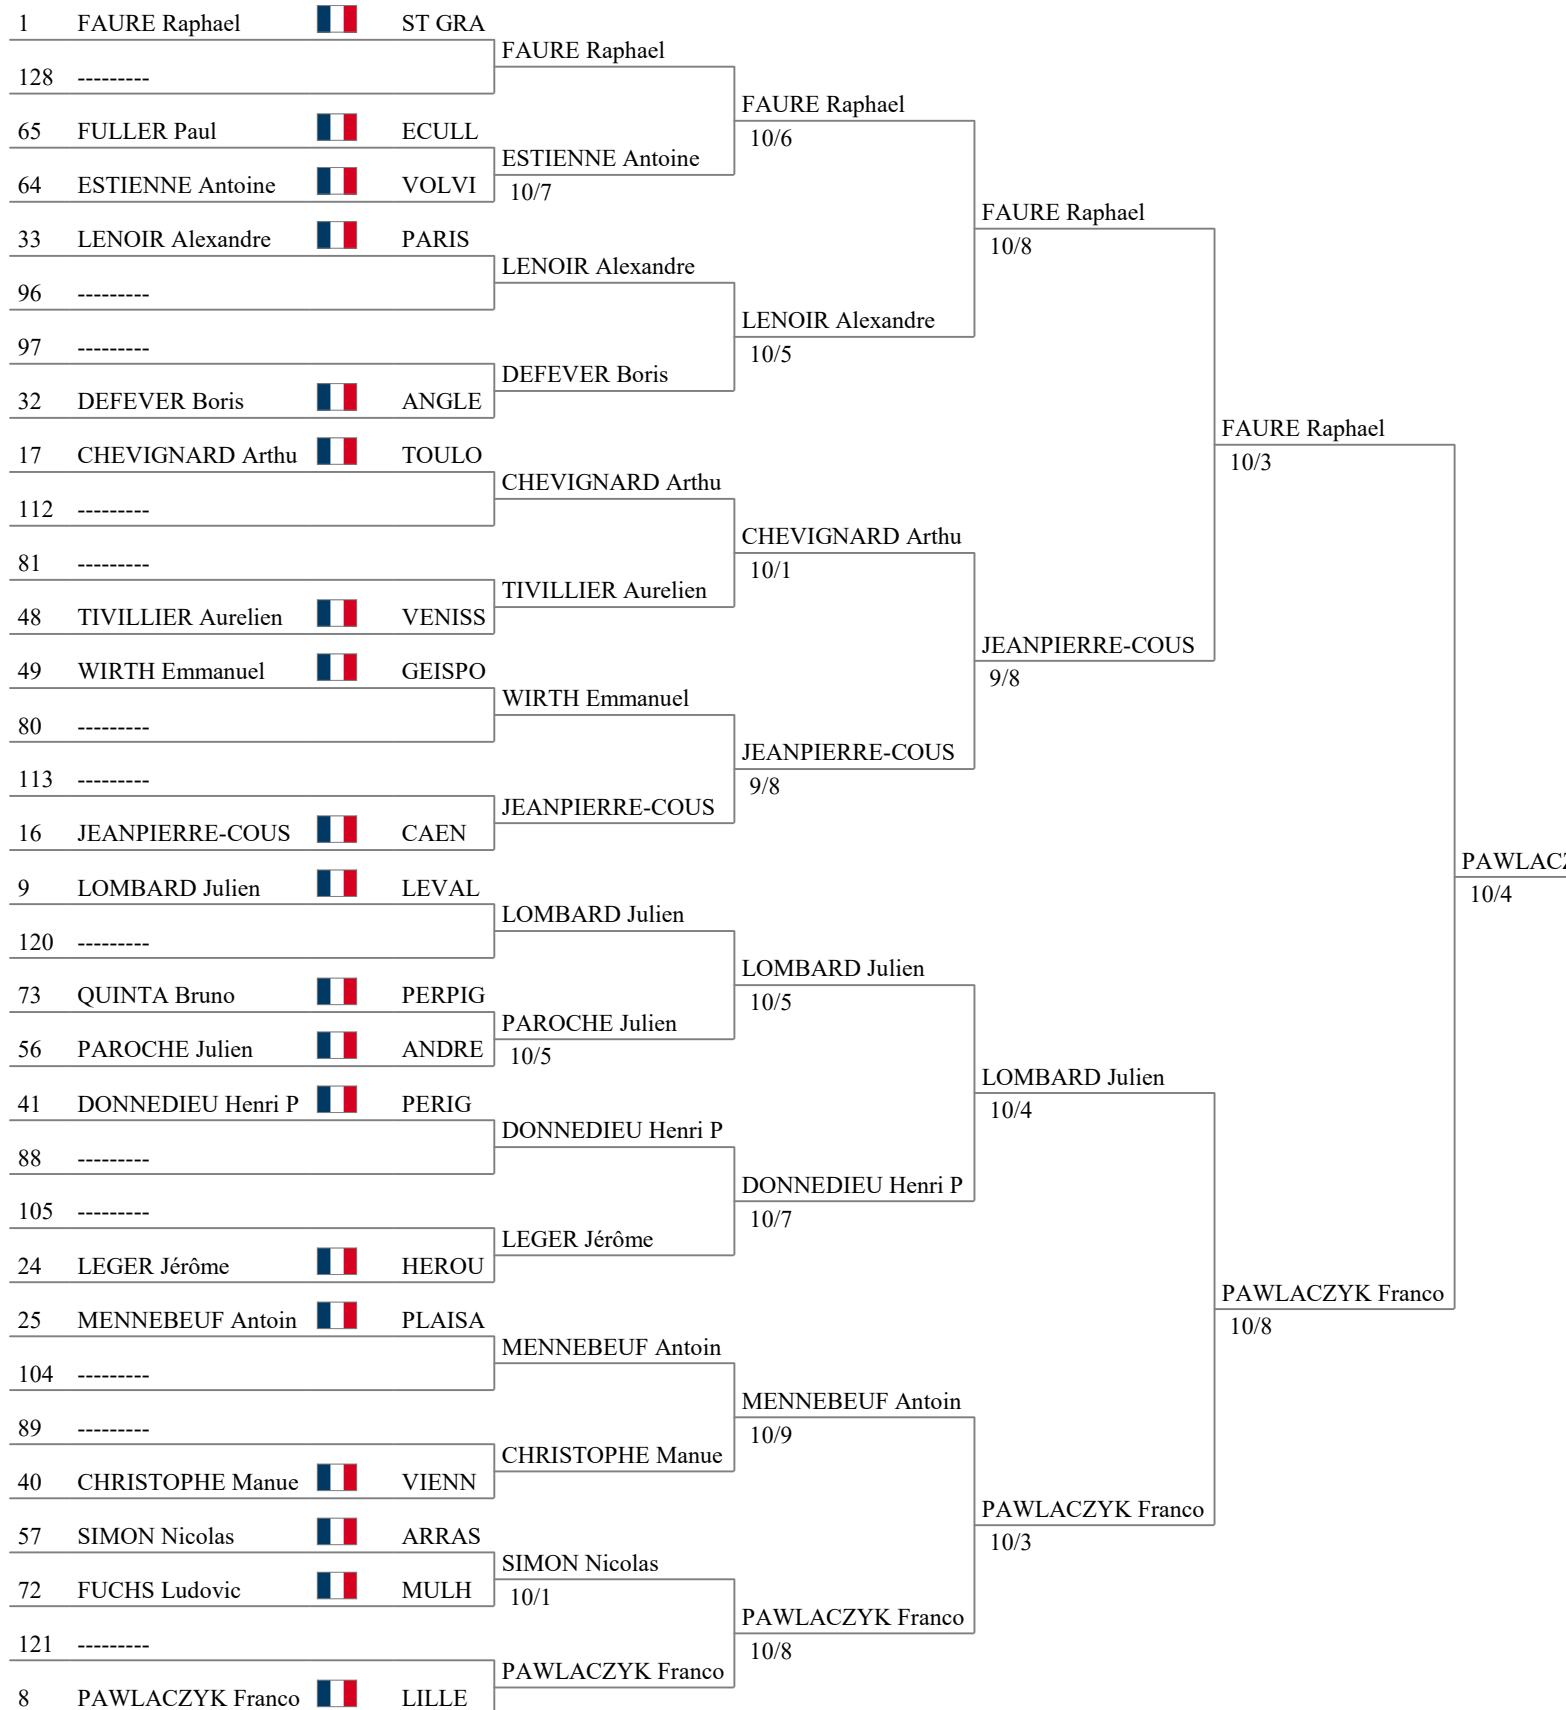 1 FAURE Raphael ST GRA
128 ---------
65 FULLER Paul ECULL
64 ESTIENNE Antoine VOLVI
33 LENOIR Alexandre PARIS
96 ---------
97 ---------
32 DEFEVER Boris ANGLE
17 CHEVIGNARD Arthu TOULO
112 ---------
81 ---------
48 TIVILLIER Aurelien VENISS
49 WIRTH Emmanuel GEISPO
80 ---------
113 ---------
16 JEANPIERRE-COUS CAEN
9 LOMBARD Julien LEVAL
120 ---------
73 QUINTA Bruno PERPIG
56 PAROCHE Julien ANDRE
41 DONNEDIEU Henri P PERIG
88 ---------
105 ---------
24 LEGER Jérôme HEROU
25 MENNEBEUF Antoin PLAISA
104 ---------
89 ---------
40 CHRISTOPHE Manue VIENN
57 SIMON Nicolas ARRAS
72 FUCHS Ludovic MULH
121 ---------
8 PAWLACZYK Franco LILLE
FAURE Raphael
ESTIENNE Antoine
10/7
LENOIR Alexandre
DEFEVER Boris
CHEVIGNARD Arthu
TIVILLIER Aurelien
WIRTH Emmanuel
JEANPIERRE-COUS
LOMBARD Julien
PAROCHE Julien
10/5
DONNEDIEU Henri P
LEGER Jérôme
MENNEBEUF Antoin
CHRISTOPHE Manue
SIMON Nicolas
10/1
PAWLACZYK Franco
FAURE Raphael
10/6
LENOIR Alexandre
10/5
CHEVIGNARD Arthu
10/1
JEANPIERRE-COUS
9/8
LOMBARD Julien
10/5
DONNEDIEU Henri P
10/7
MENNEBEUF Antoin
10/9
PAWLACZYK Franco
10/8
FAURE Raphael
10/8
JEANPIERRE-COUS
9/8
LOMBARD Julien
10/4
PAWLACZYK Franco
10/3
FAURE Raphael
10/3
PAWLACZYK Franco
10/8
PAWLACZ
10/4